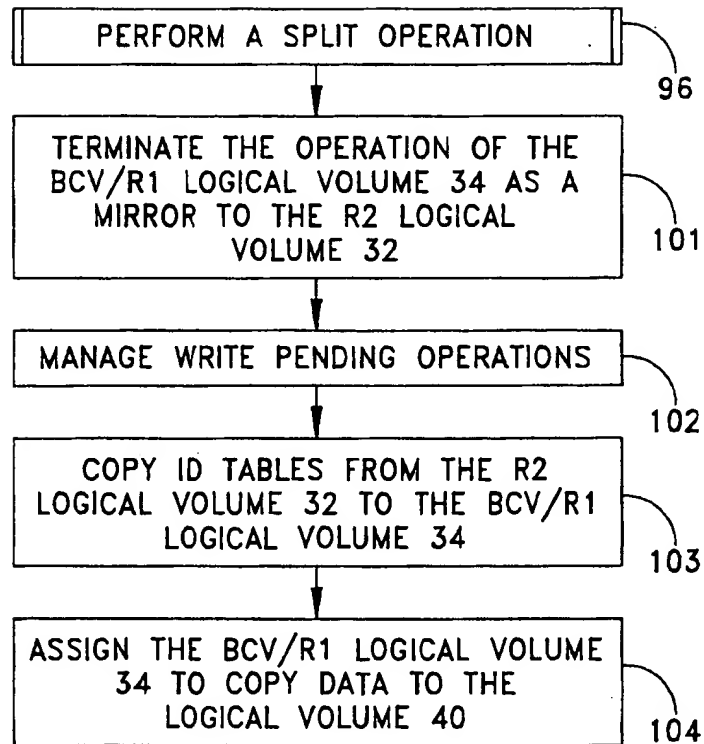 PERFORM A SPLIT OPERATION
96
TERMINATE THE OPERATION OF THE
BCV/R1 LOGICAL VOLUME 34 AS A
MIRROR TO THE R2 LOGICAL
VOLUME 32
101
MANAGE WRITE PENDING OPERATIONS
102
COPY ID TABLES FROM THE R2
LOGICAL VOLUME 32 TO THE BCV/R1
LOGICAL VOLUME 34
103
ASSIGN THE BCV/R1 LOGICAL VOLUME
34 TO COPY DATA TO THE
LOGICAL VOLUME 40
104